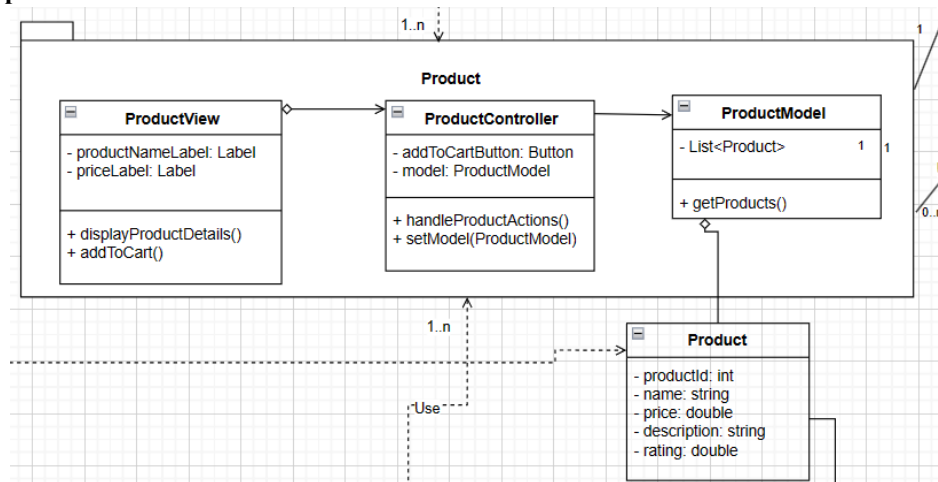 1..n
1
Product
ProductView
- productNameLabel: Label
- priceLabel: Label
+ displayProductDetails()
+ addToCart()
ProductController
- addToCartButton: Button
- model: ProductModel
+ handleProductActions()
+ setModel(ProductModel)
ProductModel
- List<Product>
1
1
+ getProducts()
1..n
Use
Product
- productId: int
- name: string
- price: double
- description: string
- rating: double